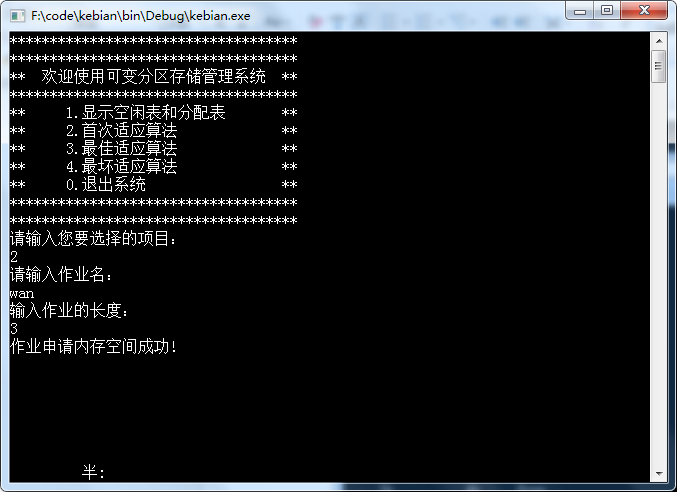 F:\code\kebian\bin\Debug\kebian.exe
************************************
************************************
**  欢迎使用可变分区存储管理系统  **
************************************
**     1.显示空闲表和分配表       **
**     2.首次适应算法             **
**     3.最佳适应算法             **
**     4.最坏适应算法             **
**     0.退出系统                 **
************************************
************************************
请输入您要选择的项目:
2
请输入作业名:
wan
输入作业的长度:
3
作业申请内存空间成功!
半: